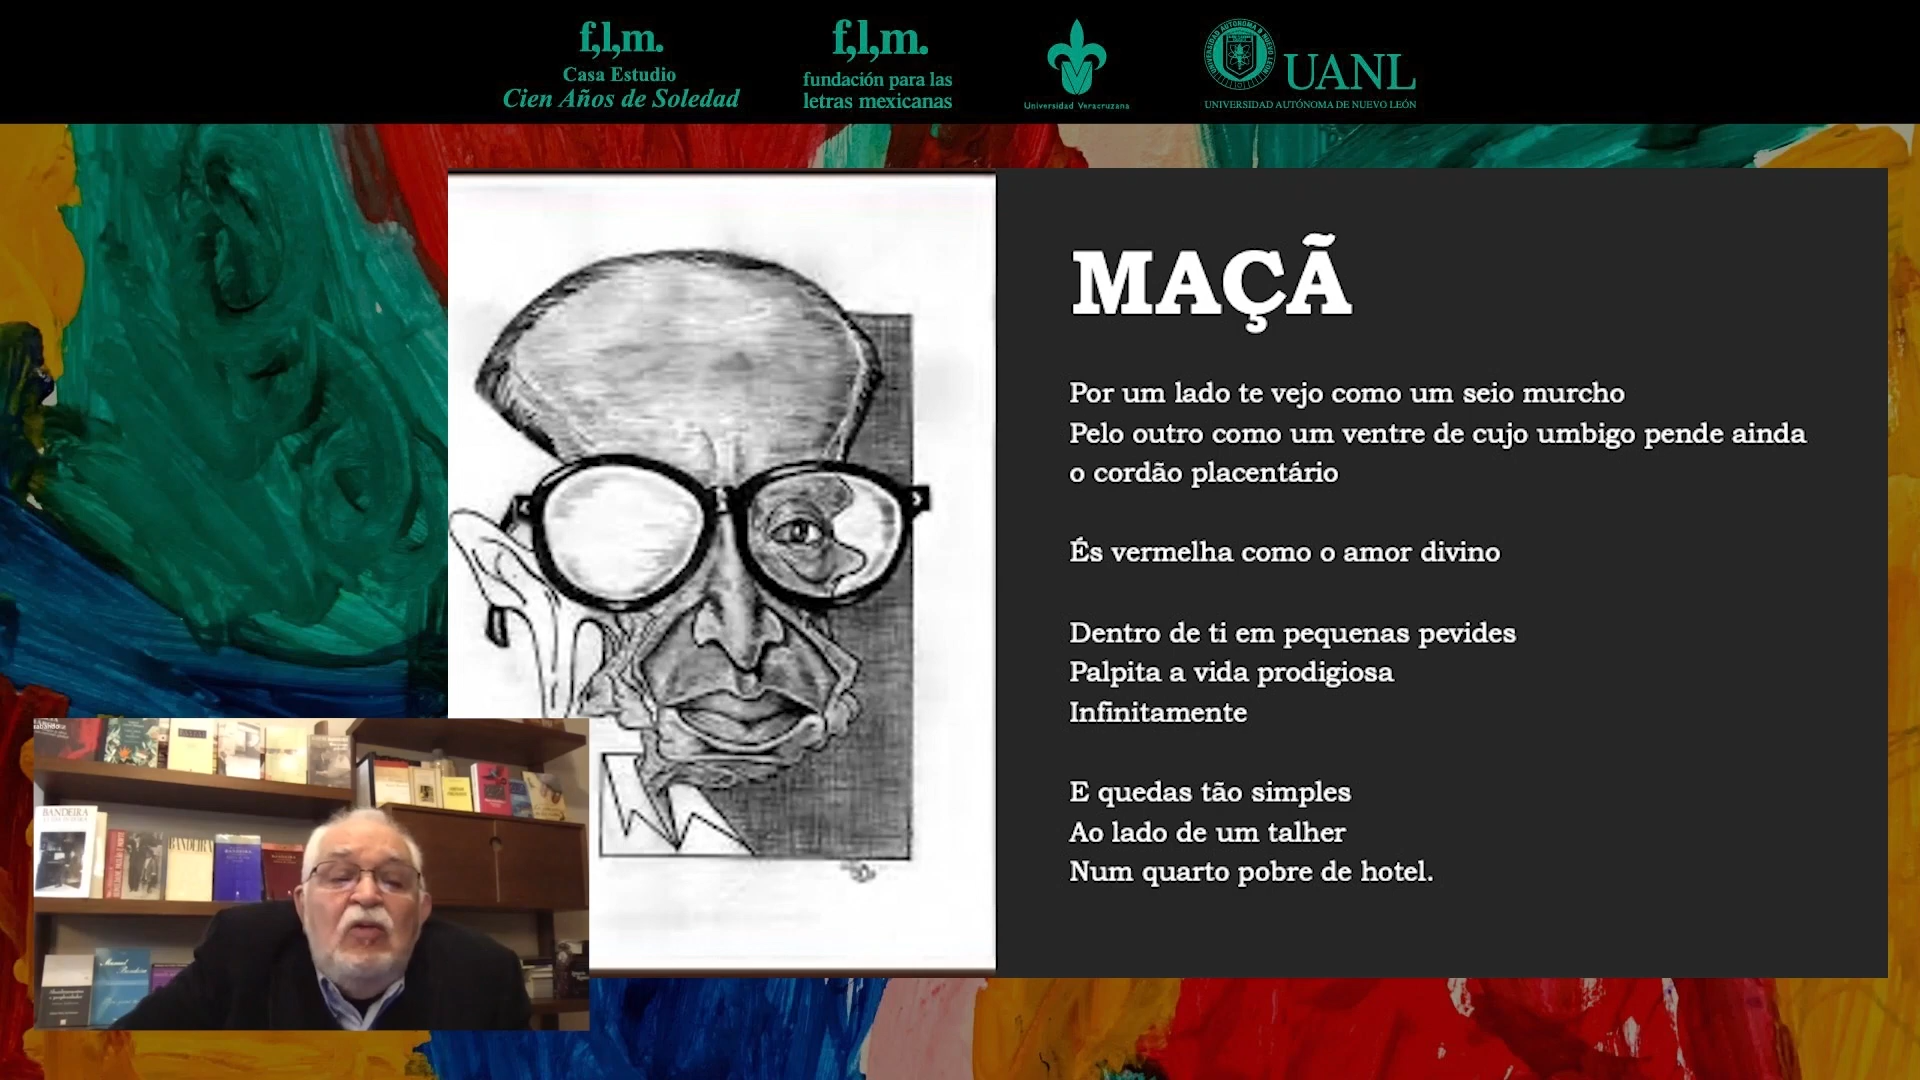 f,l,m.
Casa Estudio
Cien Años de Soledad
f,l,m.
fundación para las
letras mexicanas
Universidad Veracruzana
UANL
UNIVERSIDAD AUTÓNOMA DE NUEVO LEÓN
MAÇÃ
Por um lado te vejo como um seio murcho
Pelo outro como um ventre de cujo umbigo pende ainda
o cordão placentário
És vermelha como o amor divino
Dentro de ti em pequenas pevides
Palpita a vida prodigiosa
Infinitamente
E quedas tão simples
Ao lado de um talher
Num quarto pobre de hotel.
BANDEIRA
BANDEIRA
BANDEIRA
Manuel
Bandeira